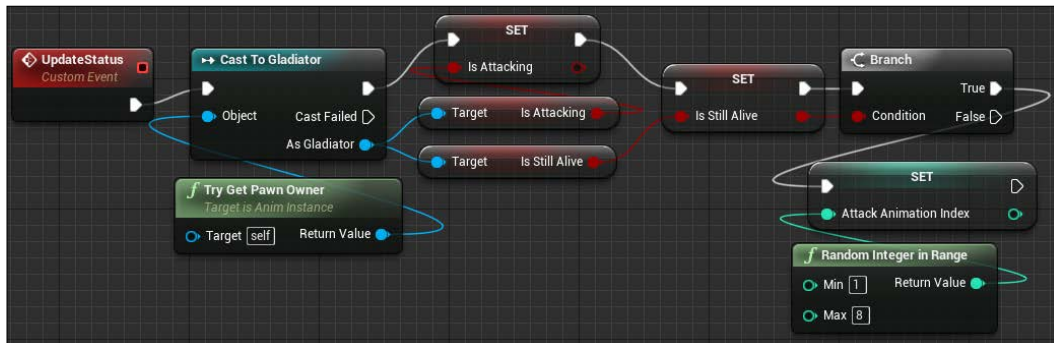 UpdateStatus
Custom Event
Cast To Gladiator
Object
Cast Failed
As Gladiator
Try Get Pawn Owner
Target is Anim Instance
Target self
Return Value
SET
Is Attacking
Target Is Attacking
Target Is Still Alive
SET
Is Still Alive
Branch
True
Condition
False
SET
Attack Animation Index
Random Integer in Range
Min 1
Return Value
Max 8